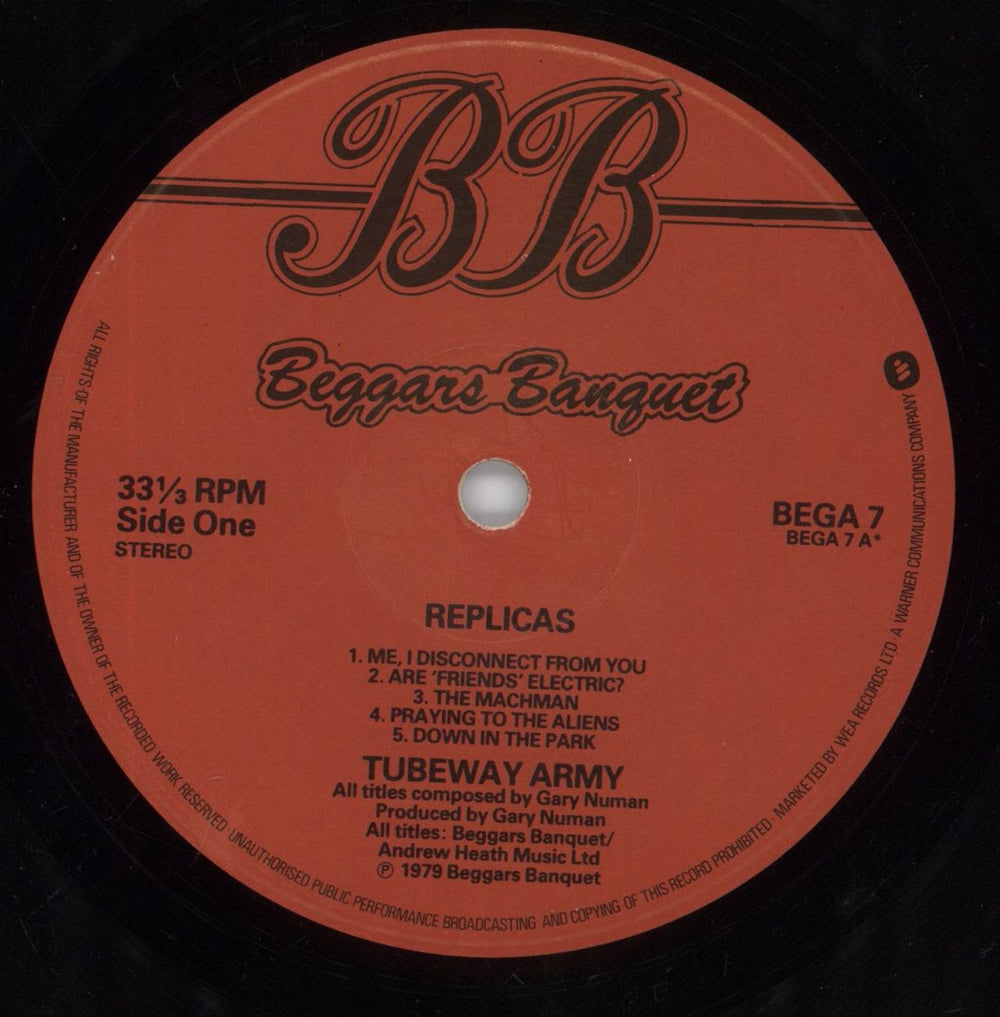 BB
Beggars Banquet
33⅓ RPM
Side One
STEREO
BEGA 7
BEGA 7 A*
REPLICAS
1. ME, I DISCONNECT FROM YOU
2. ARE 'FRIENDS' ELECTRIC?
3. THE MACHMAN
4. PRAYING TO THE ALIENS
5. DOWN IN THE PARK
TUBEWAY ARMY
All titles composed by Gary Numan
Produced by Gary Numan
All titles: Beggars Banquet/
Andrew Heath Music Ltd
℗ 1979 Beggars Banquet
ALL RIGHTS OF THE MANUFACTURER AND OF THE OWNER OF THE RECORDED WORK RESERVED · UNAUTHORISED PUBLIC PERFORMANCE BROADCASTING AND COPYING OF THIS RECORD PROHIBITED · MARKETED BY WEA RECORDS LTD · A WARNER COMMUNICATIONS COMPANY